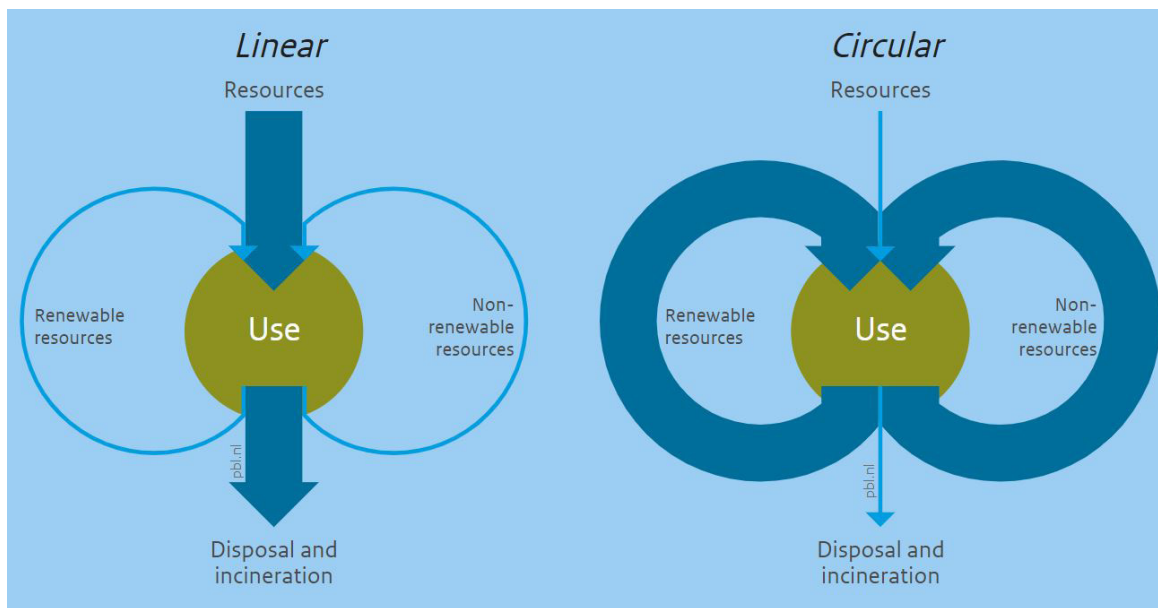 Linear
Resources
Renewable
resources
Use
Non-
renewable
resources
pbl.nl
Disposal and
incineration
Circular
Resources
Renewable
resources
Use
Non-
renewable
resources
pbl.nl
Disposal and
incineration